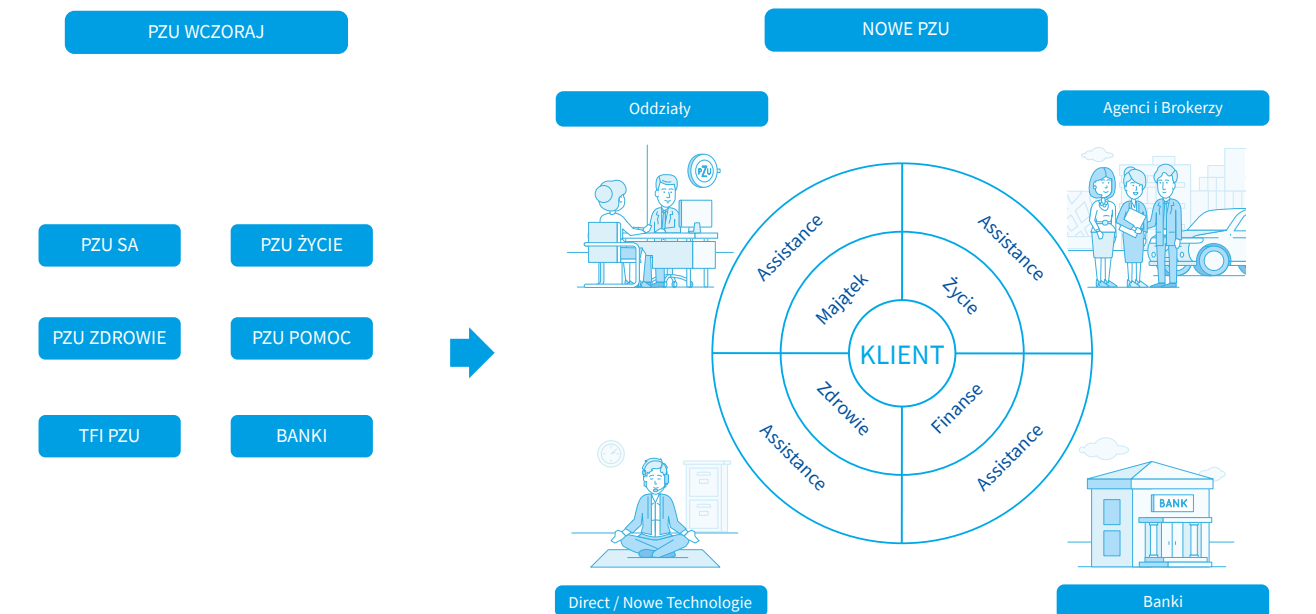 PZU WCZORAJ
PZU SA
PZU ŻYCIE
PZU ZDROWIE
PZU POMOC
TFI PZU
BANKI
NOWE PZU
Oddziały
Agenci i Brokerzy
PZU
Assistance
Assistance
Majątek
Życie
KLIENT
Zdrowie
Finanse
Assistance
Assistance
BANK
Direct / Nowe Technologie
Banki